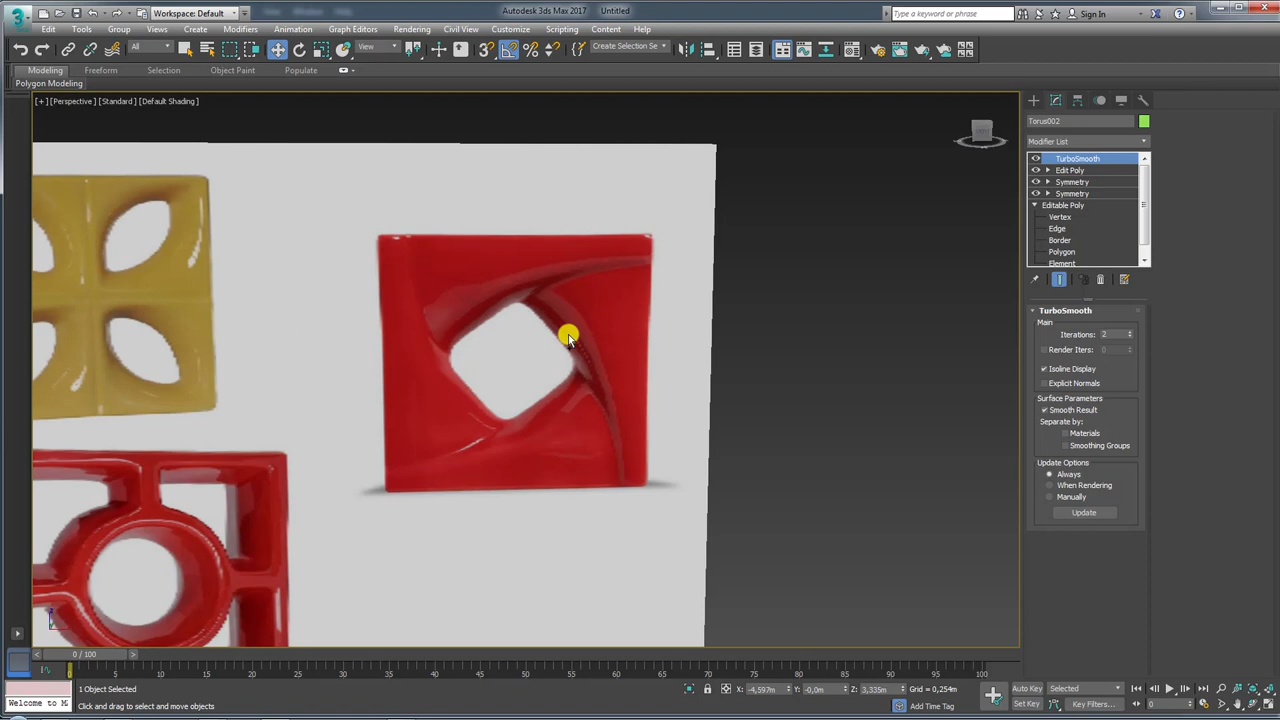 Workspace: Default
Autodesk 3ds Max 2017 Untitled
Type a keyword or phrase
Sign In
Edit Tools Group Views Create Modifiers Animation Graph Editors Rendering Civil View Customize Scripting Content Help
All
View
Create Selection Se
Modeling Freeform Selection Object Paint Populate
Polygon Modeling
[+] [Perspective] [Standard] [Default Shading]
Torus002
Modifier List
TurboSmooth
Edit Poly
Symmetry
Symmetry
Editable Poly
Vertex
Edge
Border
Polygon
Element
TurboSmooth
Main
Iterations: 2
Render Iters: 0
Isoline Display
Explicit Normals
Surface Parameters
Smooth Result
Separate by:
Materials
Smoothing Groups
Update Options
Always
When Rendering
Manually
Update
0 / 100
0 5 10 15 20 25 30 35 40 45 50 55 60 65 70 75 80 85 90 95 100
1 Object Selected
X: -4,597m Y: -0,0m Z: 3,335m Grid = 0,254m
Auto Key Selected
Welcome to M
Click and drag to select and move objects
Add Time Tag
Set Key Key Filters...
0